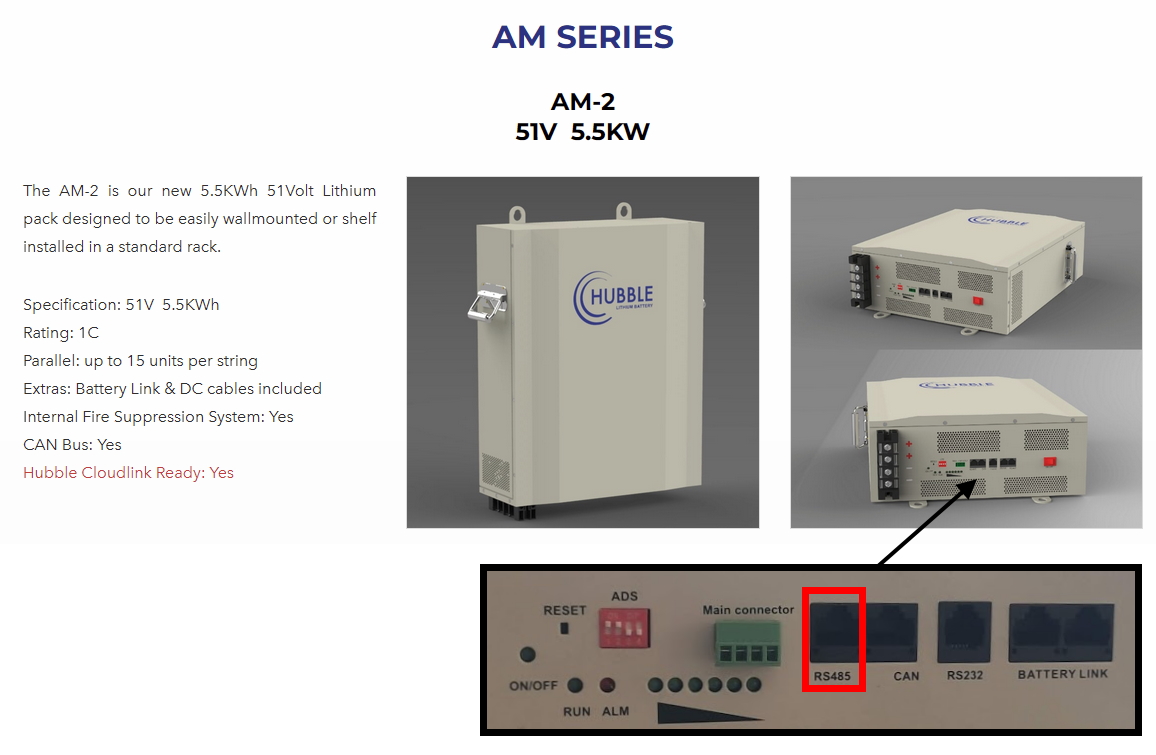 AM SERIES
AM-2
51V 5.5KW
The AM-2 is our new 5.5KWh 51Volt Lithium
pack designed to be easily wallmounted or shelf
installed in a standard rack.
Specification: 51V 5.5KWh
Rating: 1C
Parallel: up to 15 units per string
Extras: Battery Link & DC cables included
Internal Fire Suppression System: Yes
CAN Bus: Yes
Hubble Cloudlink Ready: Yes
HUBBLE
LITHIUM BATTERY
HUBBLE
HUBBLE
ADS
RESET
Main connector
ON/OFF
RUN ALM
RS485
CAN
RS232
BATTERY LINK